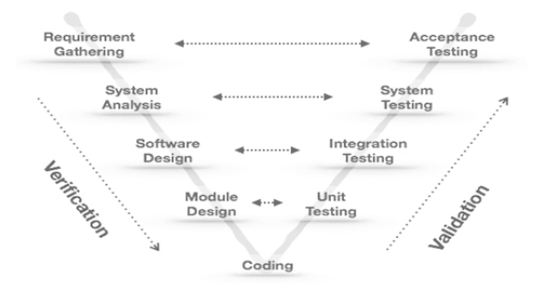 Requirement
Gathering
Acceptance
Testing
System
Analysis
System
Testing
Software
Design
Integration
Testing
Verification
Validation
Module
Design
Unit
Testing
Coding